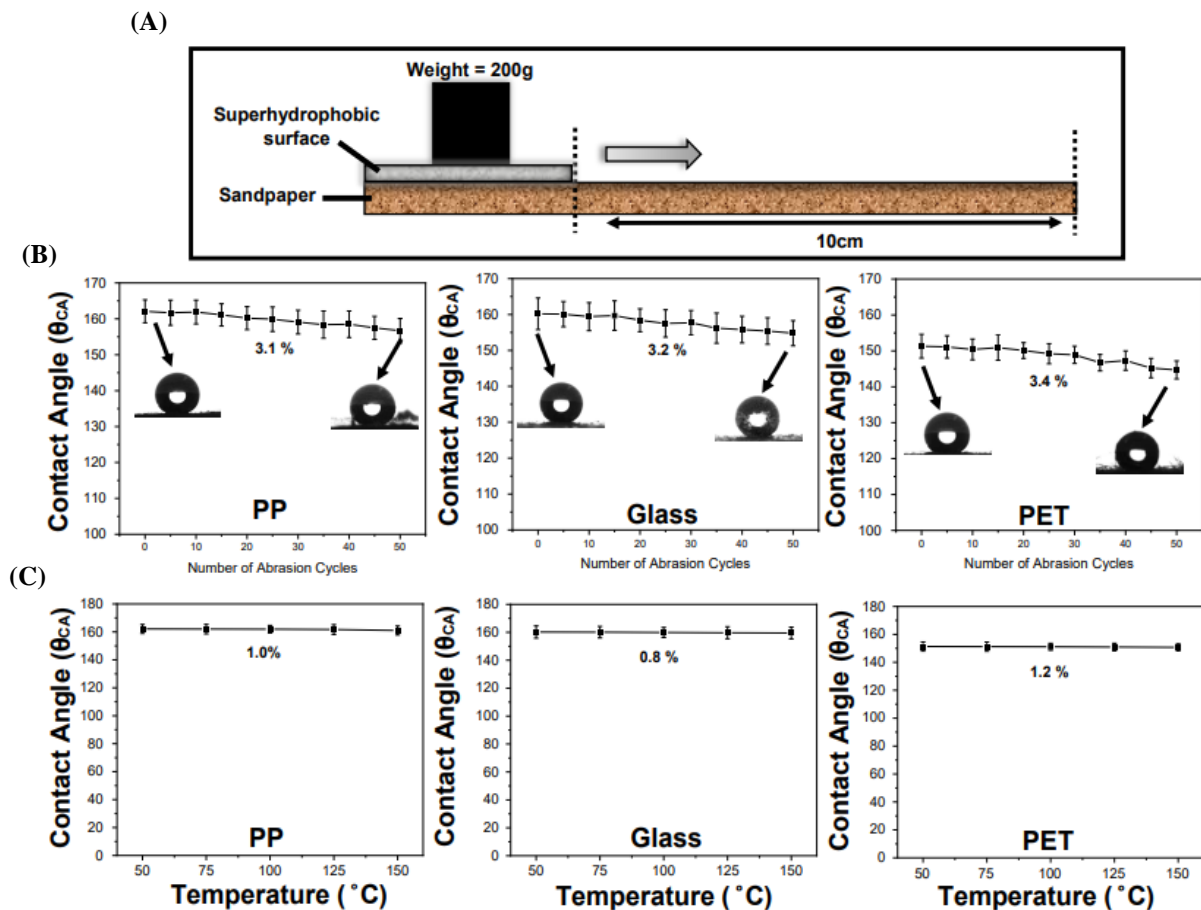 (A)
Weight = 200g
Superhydrophobic
surface
Sandpaper
10cm
(B)
Contact Angle (θCA)
170
160
150
140
130
120
110
100
3.1 %
PP
0 10 20 30 40 50
Number of Abrasion Cycles
Contact Angle (θCA)
170
160
150
140
130
120
110
100
3.2 %
Glass
0 10 20 30 40 50
Number of Abrasion Cycles
Contact Angle (θCA)
170
160
150
140
130
120
110
100
3.4 %
PET
0 10 20 30 40 50
Number of Abrasion Cycles
(C)
Contact Angle (θCA)
180
160
140
120
100
80
60
40
20
0
1.0%
PP
50 75 100 125 150
Temperature ( °C)
Contact Angle (θCA)
180
160
140
120
100
80
60
40
20
0
0.8 %
Glass
50 75 100 125 150
Temperature ( °C)
Contact Angle (θCA)
180
160
140
120
100
80
60
40
20
0
1.2 %
PET
50 75 100 125 150
Temperature ( °C)